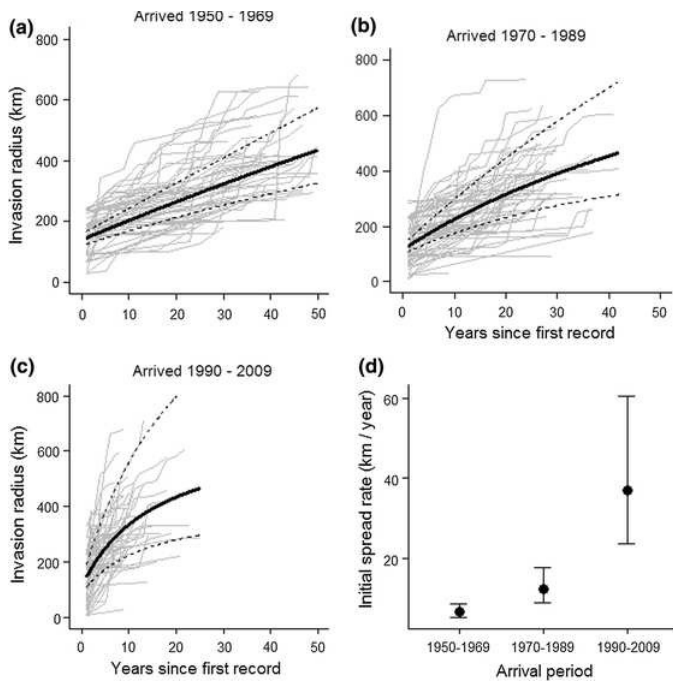 (a)
Arrived 1950 - 1969
800
600
400
200
0
Invasion radius (km)
0 10 20 30 40 50
(b)
Arrived 1970 - 1989
800
600
400
200
0
0 10 20 30 40 50
Years since first record
(c)
Arrived 1990 - 2009
800
600
400
200
0
Invasion radius (km)
0 10 20 30 40 50
Years since first record
(d)
60
40
20
Initial spread rate (km / year)
1950-1969 1970-1989 1990-2009
Arrival period